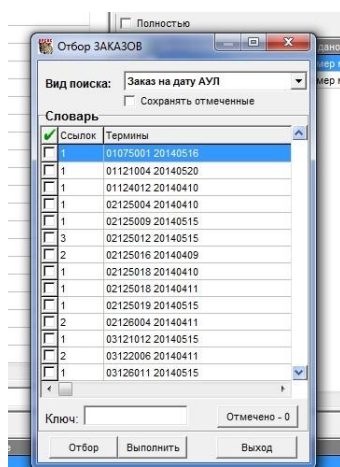 Полностью
Отбор ЗАКАЗОВ
Вид поиска: Заказ на дату АУЛ
Сохранять отмеченные
Словарь
Ссылок Термины
1 01075001 20140516
1 01121004 20140520
1 01124012 20140410
1 02125004 20140410
1 02125009 20140515
3 02125012 20140515
2 02125016 20140409
1 02125018 20140410
1 02125018 20140411
1 02125019 20140515
2 02126004 20140411
1 03121012 20140515
2 03122006 20140411
1 03126011 20140515
Ключ: Отмечено - 0
Отбор Выполнить Выход